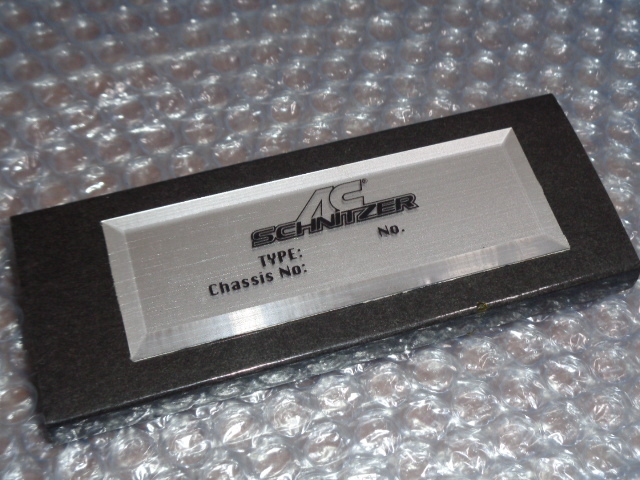 AC®
SCHNITZER
No.
TYPE:
Chassis No: